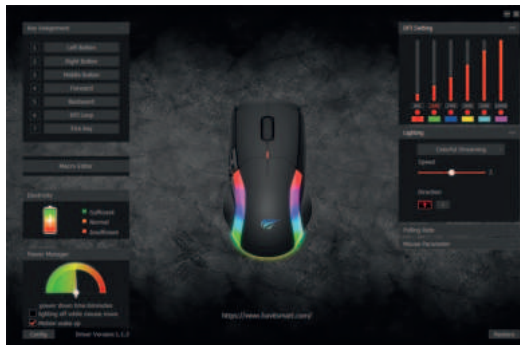 Key Assignment
1 Left Button
2 Right Button
3 Middle Button
4 Forward
5 Backward
6 DPI Loop
7 Fire Key
Macro Editor
Electricity
Sufficient
Normal
Insufficient
Power Manager
power down time:6minutes
lighting off while mouse move
Motion wake up
Config
Driver Version:1.1.3
https://www.havitsmart.com/
DPI Setting
Lighting
Colorful Streaming
Speed
Direction
Polling Rate
Mouse Parameter
Restore